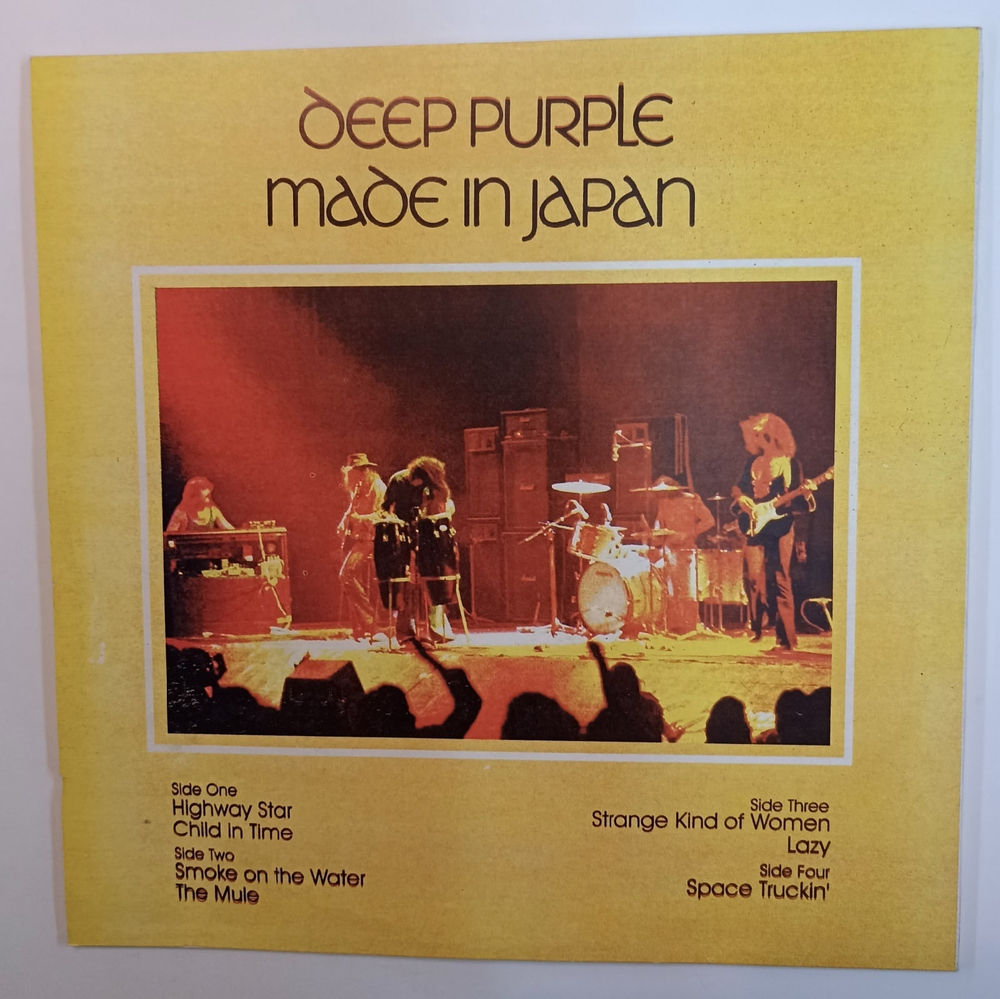 DEEP PURPLE
MADE IN JAPAN
Side One
Highway Star
Child in Time
Side Two
Smoke on the Water
The Mule
Side Three
Strange Kind of Women
Lazy
Side Four
Space Truckin'